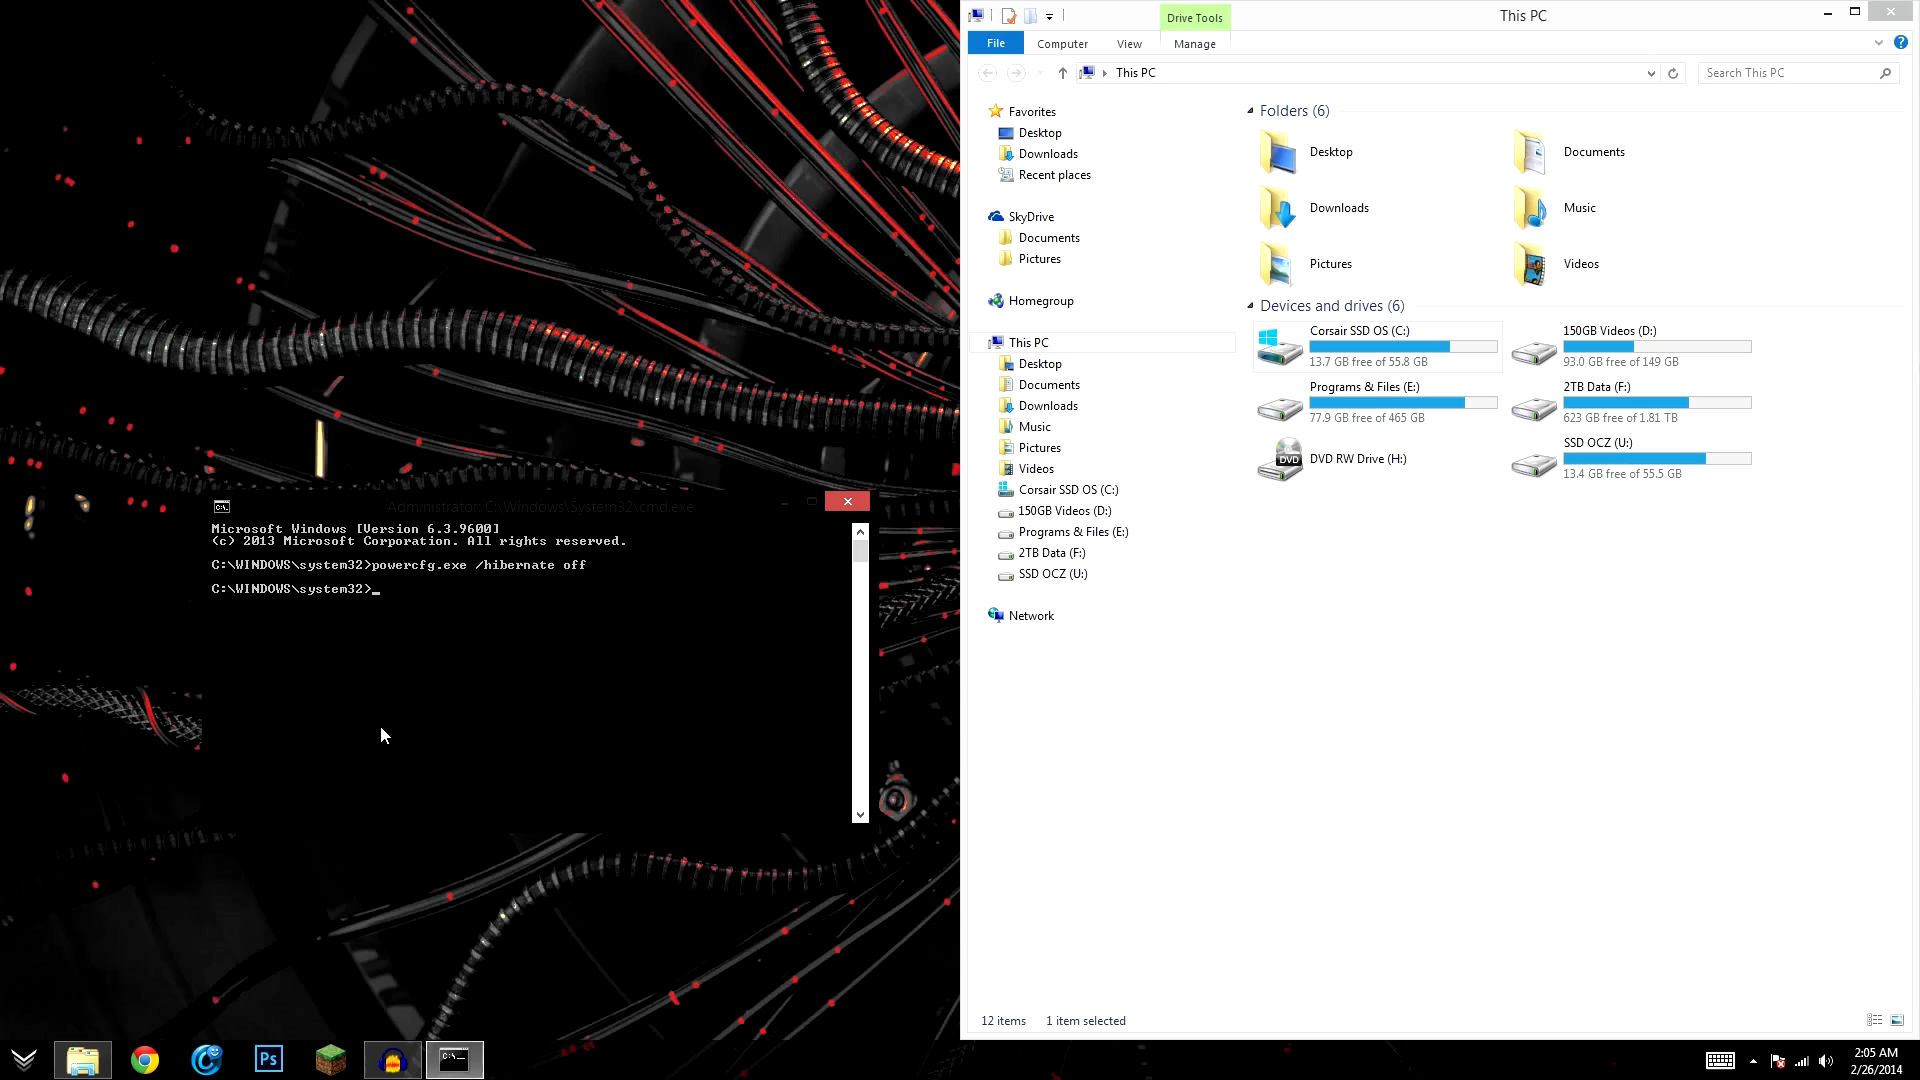 Drive Tools
This PC
File
Computer
View
Manage
This PC
Search This PC
Favorites
Desktop
Downloads
Recent places
SkyDrive
Documents
Pictures
Homegroup
This PC
Desktop
Documents
Downloads
Music
Pictures
Videos
Corsair SSD OS (C:)
150GB Videos (D:)
Programs & Files (E:)
2TB Data (F:)
SSD OCZ (U:)
Network
Folders (6)
Desktop
Documents
Downloads
Music
Pictures
Videos
Devices and drives (6)
Corsair SSD OS (C:)
13.7 GB free of 55.8 GB
150GB Videos (D:)
93.0 GB free of 149 GB
Programs & Files (E:)
77.9 GB free of 465 GB
2TB Data (F:)
623 GB free of 1.81 TB
DVD
DVD RW Drive (H:)
SSD OCZ (U:)
13.4 GB free of 55.5 GB
12 items
1 item selected
Administrator: C:\Windows\System32\cmd.exe
Microsoft Windows [Version 6.3.9600]
(c) 2013 Microsoft Corporation. All rights reserved.
C:\WINDOWS\system32>powercfg.exe /hibernate off
C:\WINDOWS\system32>_
Ps
2:05 AM
2/26/2014